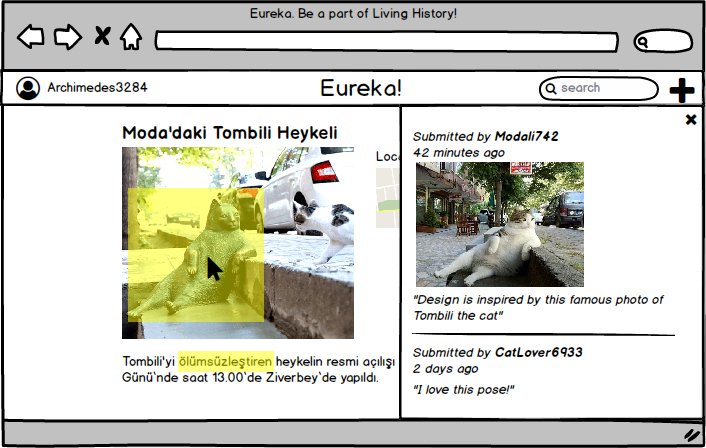 Eureka. Be a part of Living History!
Archimedes3284
Eureka!
search
Moda'daki Tombili Heykeli
Loca
Tombili'yi ölümsüzleştiren heykelin resmi açılışı
Günü`nde saat 13.00`de Ziverbey`de yapıldı.
Submitted by Modali742
42 minutes ago
"Design is inspired by this famous photo of
Tombili the cat"
Submitted by CatLover6933
2 days ago
"I love this pose!"